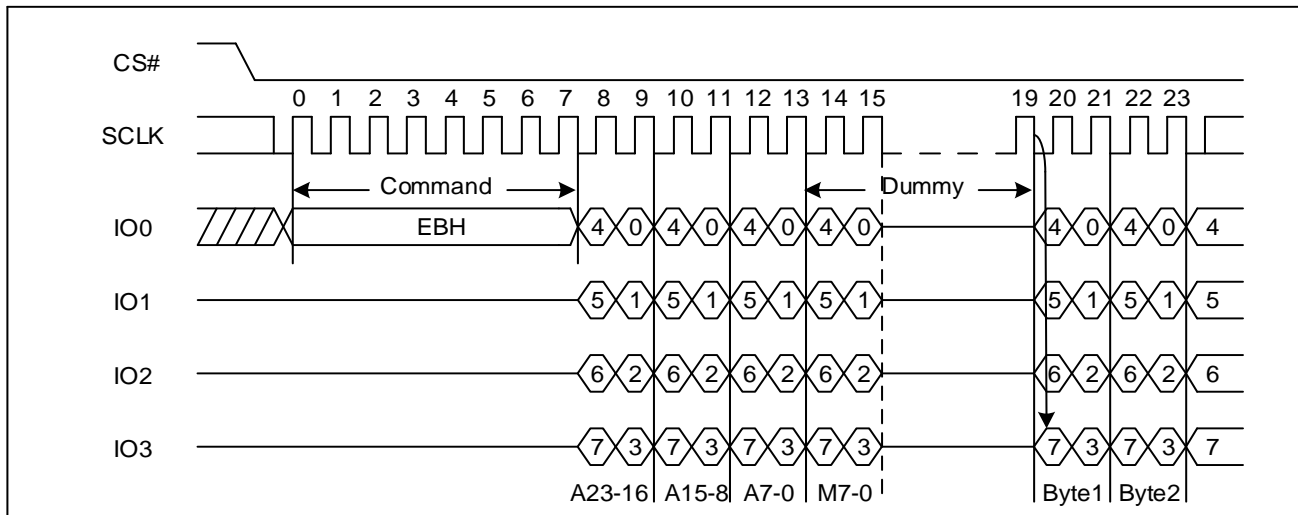 CS#
0 1 2 3 4 5 6 7 8 9 10 11 12 13 14 15 19 20 21 22 23
SCLK
Command Dummy
IO0 EBH 4 0 4 0 4 0 4 0 4 0 4 0 4
IO1 5 1 5 1 5 1 5 1 5 1 5 1 5
IO2 6 2 6 2 6 2 6 2 6 2 6 2 6
IO3 7 3 7 3 7 3 7 3 7 3 7 3 7
A23-16 A15-8 A7-0 M7-0 Byte1 Byte2